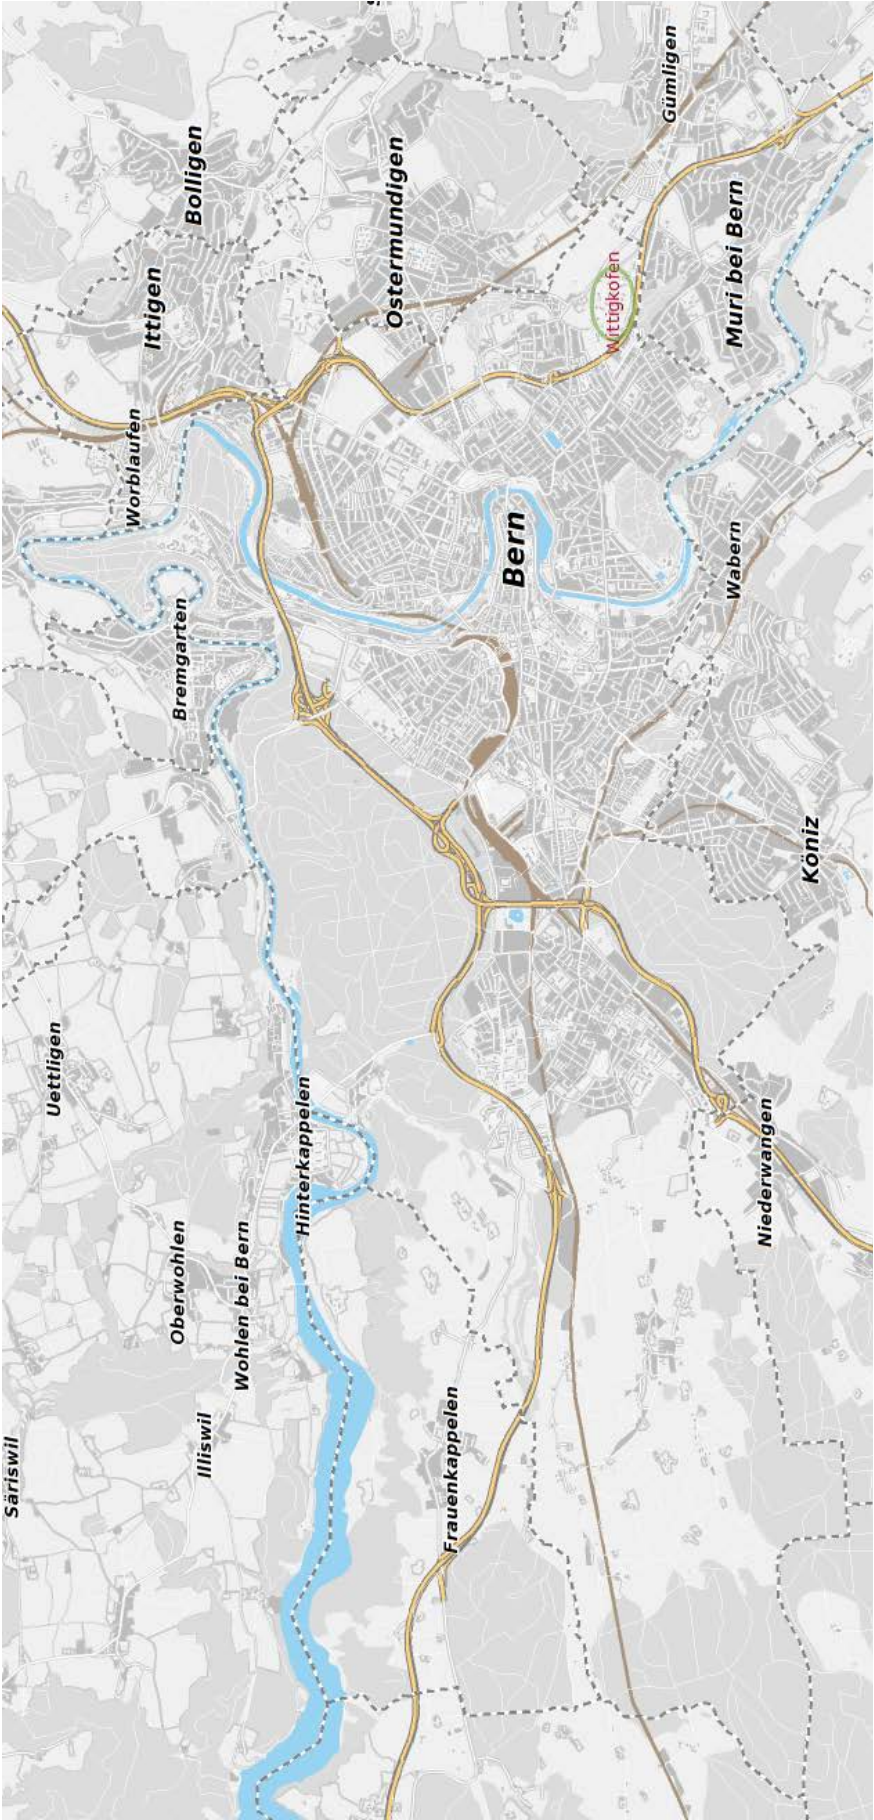 Säriswil
Uettligen
Worblaufen
Ittigen
Oberwohlen
Bremgarten
Bolligen
Illiswil
Wohlen bei Bern
Hinterkappelen
Ostermundigen
Frauenkappelen
Bern
Wittigkofen
Gümligen
Wabern
Muri bei Bern
Niederwangen
Köniz